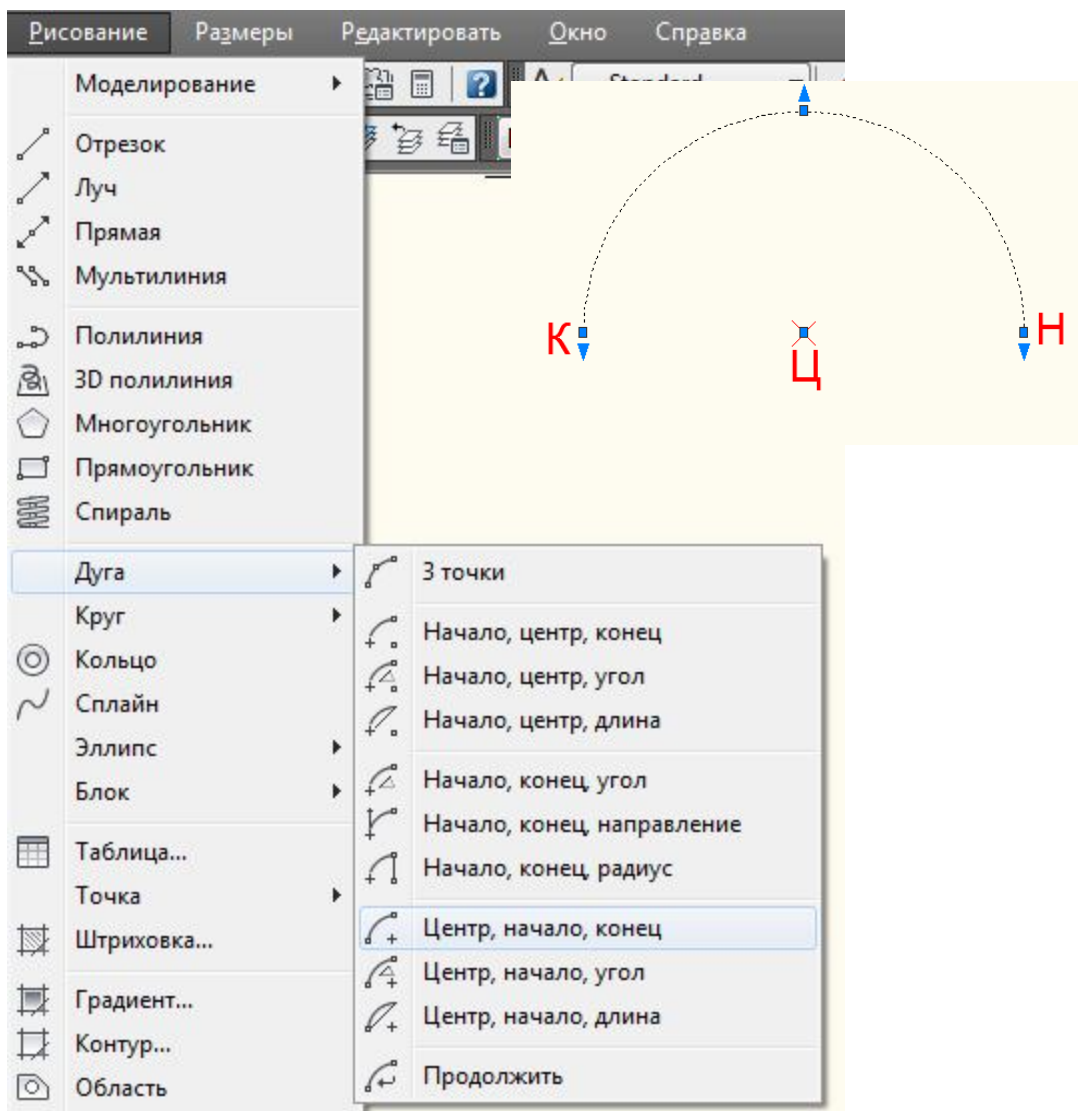 Рисование Размеры Редактировать Окно Справка
Моделирование
Standard
Отрезок
Луч
Прямая
Мультилиния
Полилиния
3D полилиния
Многоугольник
Прямоугольник
Спираль
Дуга
Круг
Кольцо
Сплайн
Эллипс
Блок
Таблица...
Точка
Штриховка...
Градиент...
Контур...
Область
3 точки
Начало, центр, конец
Начало, центр, угол
Начало, центр, длина
Начало, конец, угол
Начало, конец, направление
Начало, конец, радиус
Центр, начало, конец
Центр, начало, угол
Центр, начало, длина
Продолжить
К
Ц
Н